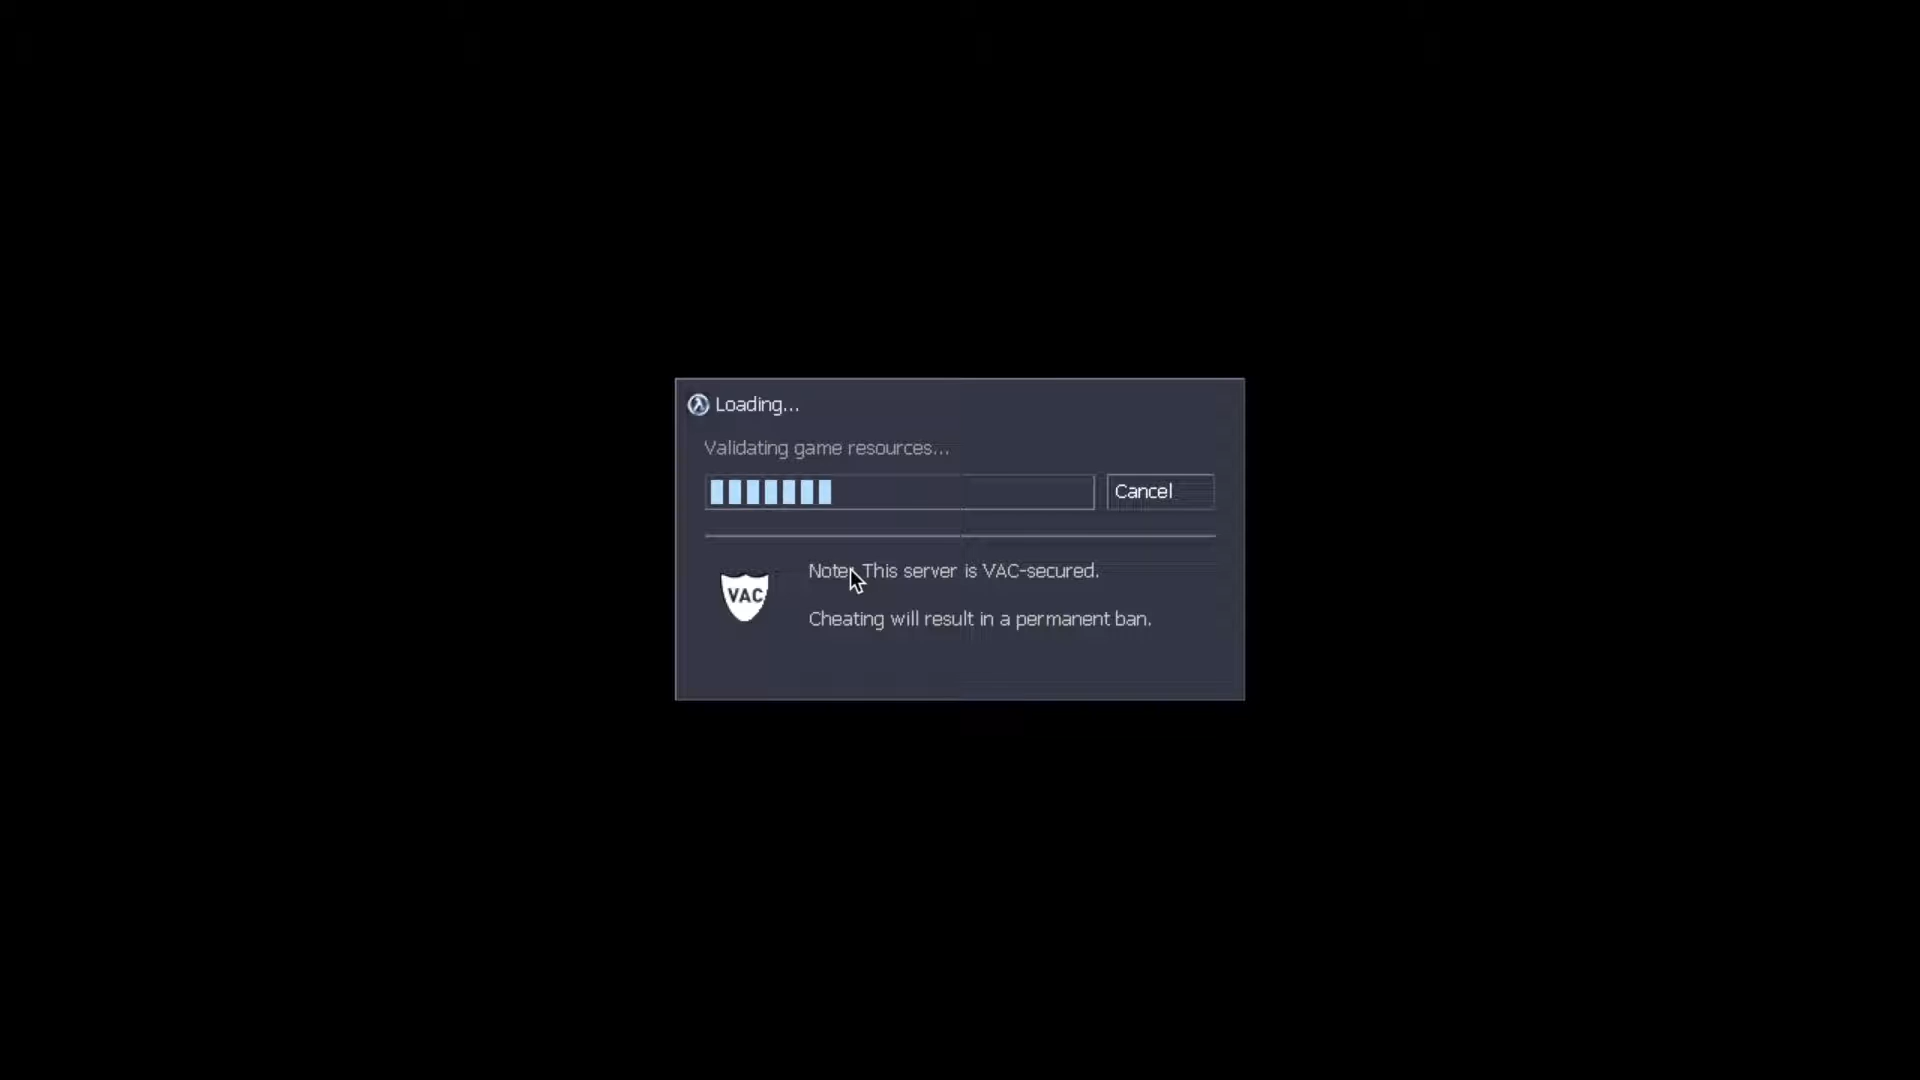 Loading...
Validating game resources...
Cancel
Note: This server is VAC-secured.
VAC
Cheating will result in a permanent ban.